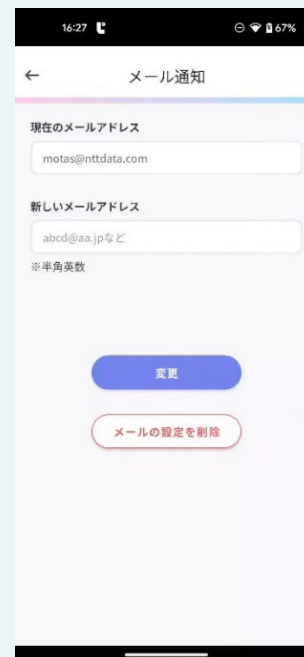 16:27 67%
← メール通知
現在のメールアドレス
motas@nttdata.com
新しいメールアドレス
abcd@aa.jpなど
※半角英数
変更
メールの設定を削除